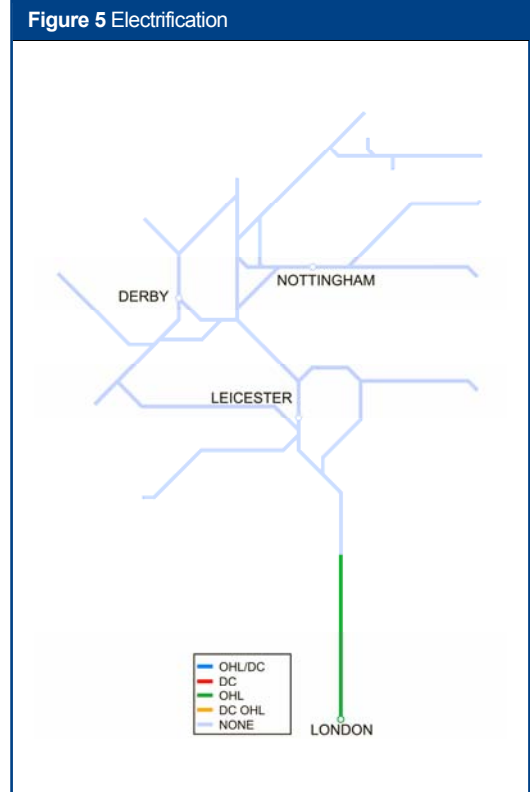 Figure 5 Electrification
NOTTINGHAM
DERBY
LEICESTER
OHL/DC
DC
OHL
DC OHL
NONE
LONDON